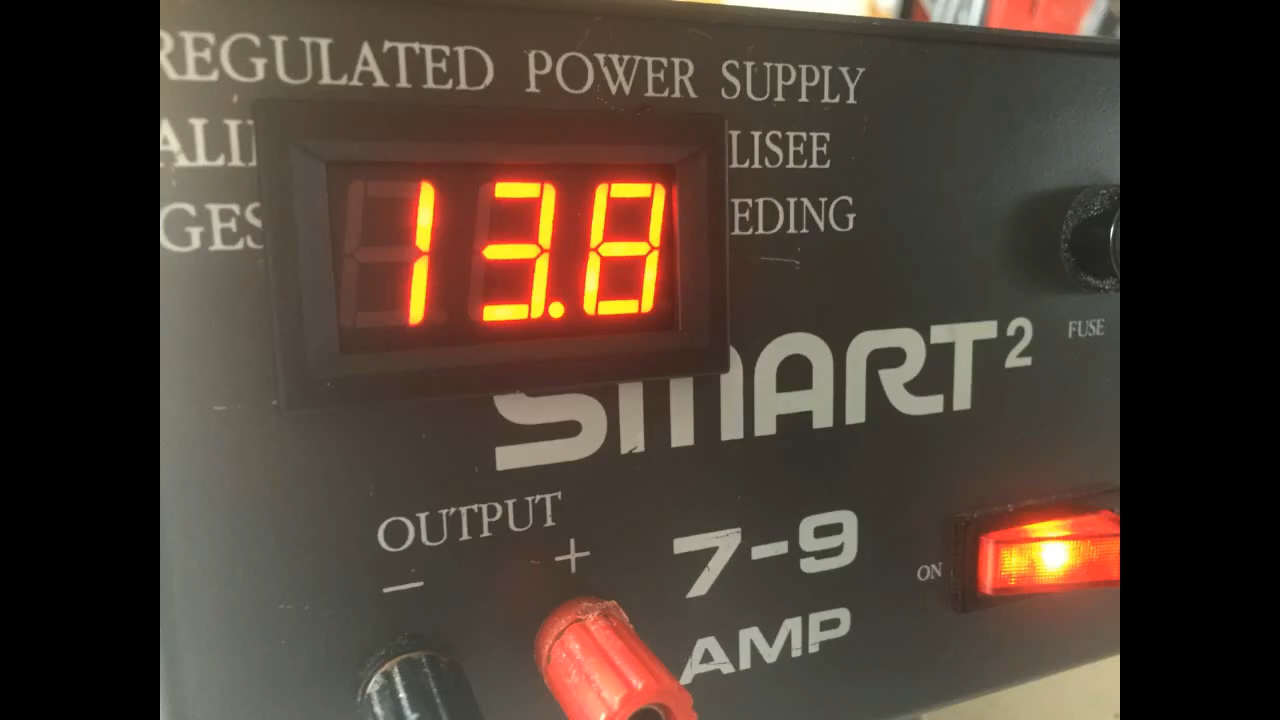 REGULATED POWER SUPPLY
LISEE
EDING
13.8
SMART²
FUSE
OUTPUT
- +
7-9
AMP
ON